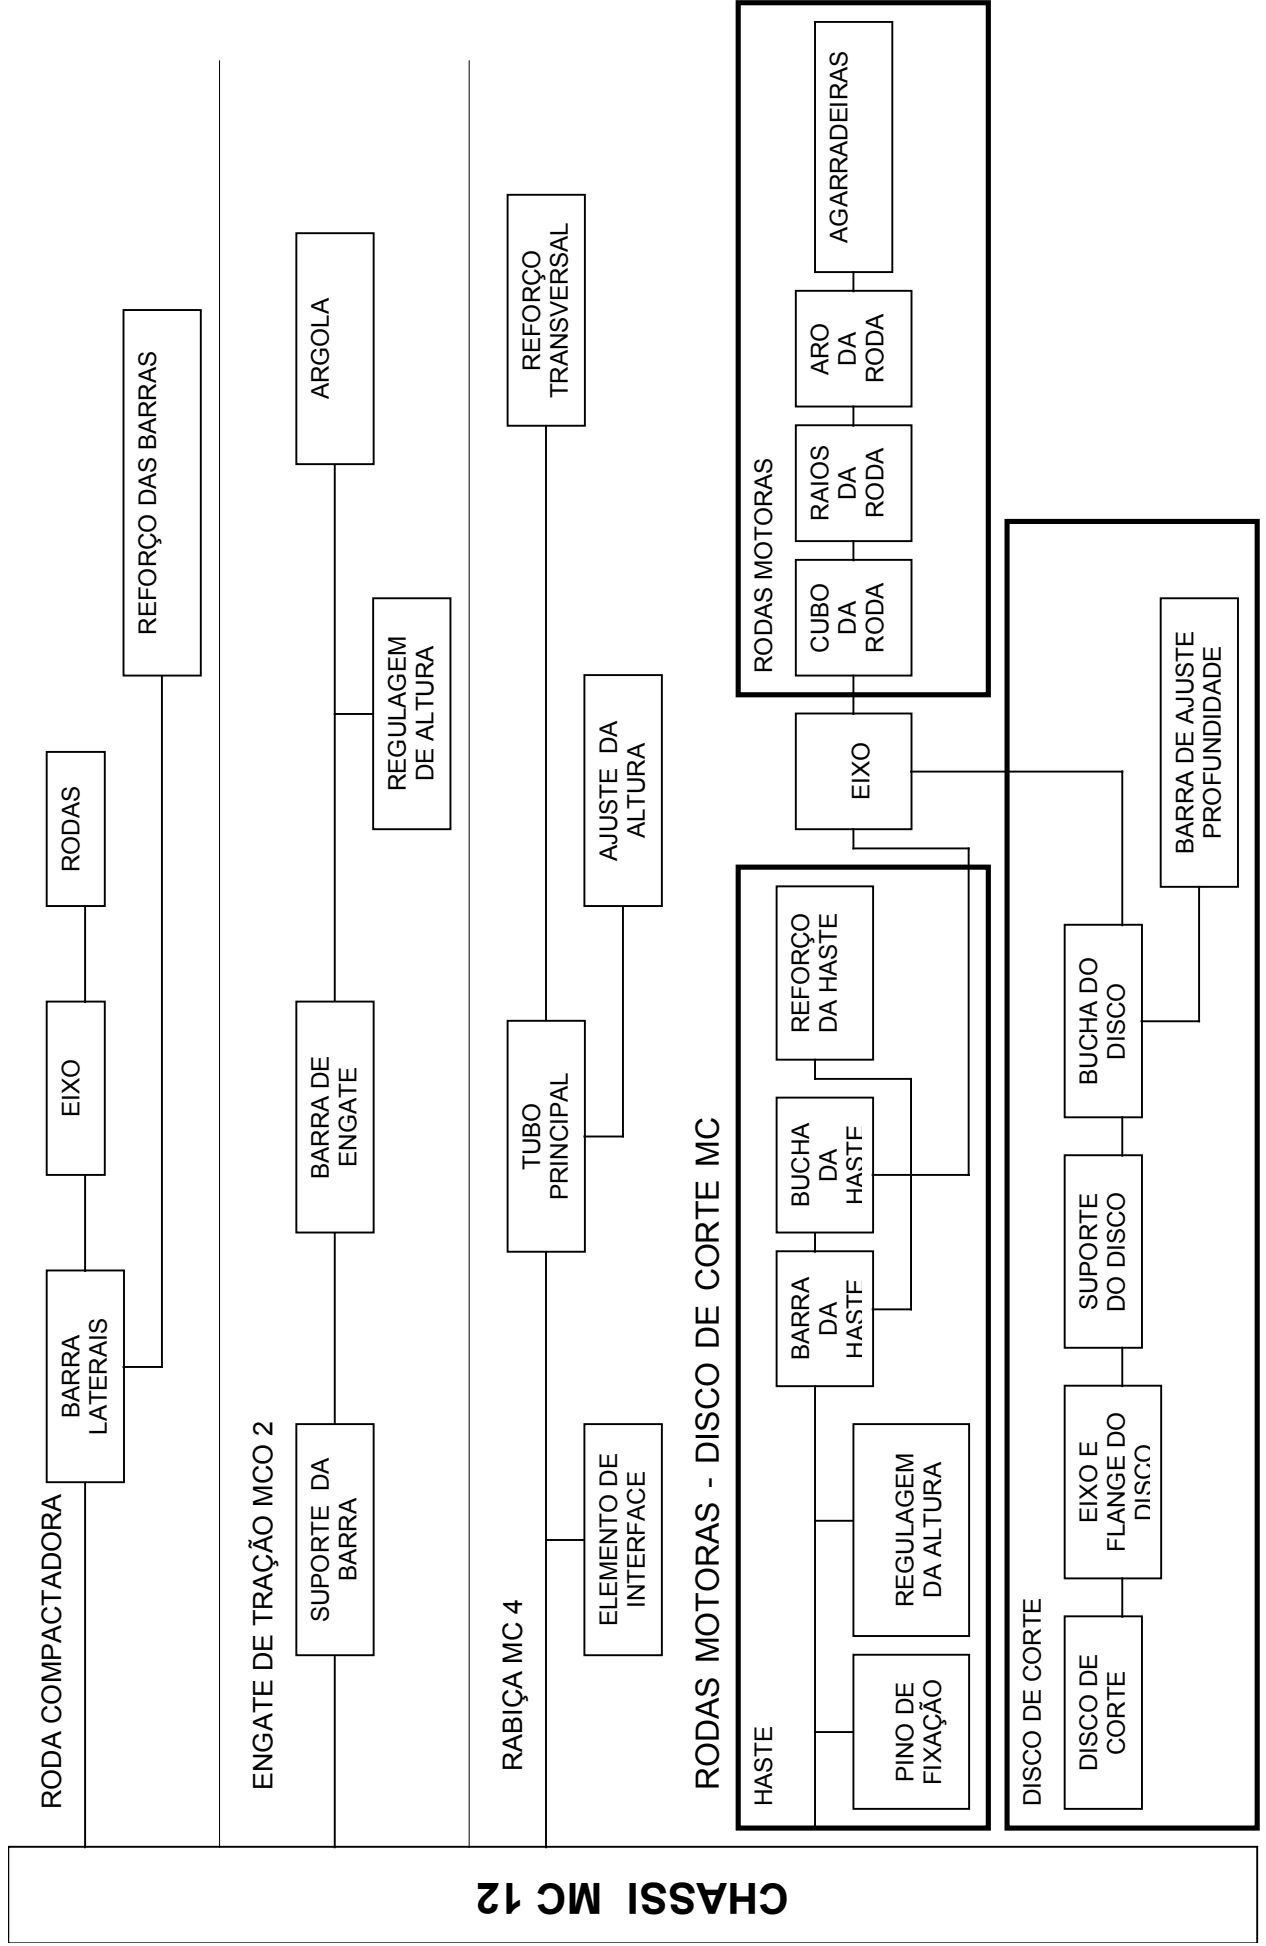 CHASSI MC 12
RODA COMPACTADORA
BARRA
LATERAIS
EIXO
RODAS
REFORÇO DAS BARRAS
ENGATE DE TRAÇÃO MCO 2
SUPORTE DA
BARRA
BARRA DE
ENGATE
REGULAGEM
DE ALTURA
ARGOLA
RABIÇA MC 4
ELEMENTO DE
INTERFACE
TUBO
PRINCIPAL
AJUSTE DA
ALTURA
REFORÇO
TRANSVERSAL
RODAS MOTORAS - DISCO DE CORTE MC
HASTE
PINO DE
FIXAÇÃO
REGULAGEM
DA ALTURA
BARRA
DA
HASTE
BUCHA
DA
HASTE
REFORÇO
DA HASTE
EIXO
RODAS MOTORAS
CUBO
DA
RODA
RAIOS
DA
RODA
ARO
DA
RODA
AGARRADEIRAS
DISCO DE CORTE
DISCO DE
CORTE
EIXO E
FLANGE DO
DISCO
SUPORTE
DO DISCO
BUCHA DO
DISCO
BARRA DE AJUSTE
PROFUNDIDADE